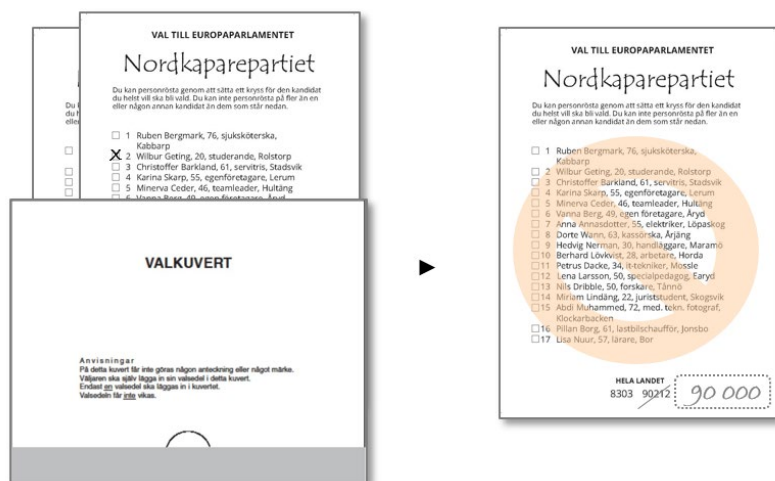 VAL TILL EUROPAPARLAMENTET
Nordkaparepartiet
Du kan personrösta genom att sätta ett kryss för den kandidat
du helst vill ska bli vald. Du kan inte personrösta på fler än en
eller någon annan kandidat än dem som står nedan.
1 Ruben Bergmark, 76, sjuksköterska,
Kabbarp
X 2 Wilbur Geting, 20, studerande, Rolstorp
3 Christoffer Barkland, 61, servitris, Stadsvik
4 Karina Skarp, 55, egenföretagare, Lerum
5 Minerva Ceder, 46, teamleader, Hultäng
6 Vanna Berg, 49, egen företagare, Åryd
VALKUVERT
Anvisningar
På detta kuvert får inte göras någon anteckning eller något märke.
Väljaren ska själv lägga in sin valsedel i detta kuvert.
Endast en valsedel ska läggas in i kuvertet.
Valsedeln får inte vikas.
VAL TILL EUROPAPARLAMENTET
Nordkaparepartiet
Du kan personrösta genom att sätta ett kryss för den kandidat
du helst vill ska bli vald. Du kan inte personrösta på fler än en
eller någon annan kandidat än dem som står nedan.
1 Ruben Bergmark, 76, sjuksköterska,
Kabbarp
2 Wilbur Geting, 20, studerande, Rolstorp
3 Christoffer Barkland, 61, servitris, Stadsvik
4 Karina Skarp, 55, egenföretagare, Lerum
5 Minerva Ceder, 46, teamleader, Hultäng
6 Vanna Berg, 49, egen företagare, Åryd
7 Anna Annasdotter, 55, elektriker, Löpaskog
8 Dorte Wann, 63, kassörska, Årjäng
9 Hedvig Nerman, 30, handläggare, Maramö
10 Berhard Lövkvist, 28, arbetare, Horda
11 Petrus Dacke, 34, it-tekniker, Mossle
12 Lena Larsson, 50, specialpedagog, Earyd
13 Nils Dribble, 50, forskare, Tånnö
14 Miriam Lindäng, 22, juriststudent, Skogsvik
15 Abdi Muhammed, 72, med. tekn. fotograf,
Klockarbacken
16 Pillan Borg, 61, lastbilschaufför, Jonsbo
17 Lisa Nuur, 57, lärare, Bor
HELA LANDET
8303 90212 90 000